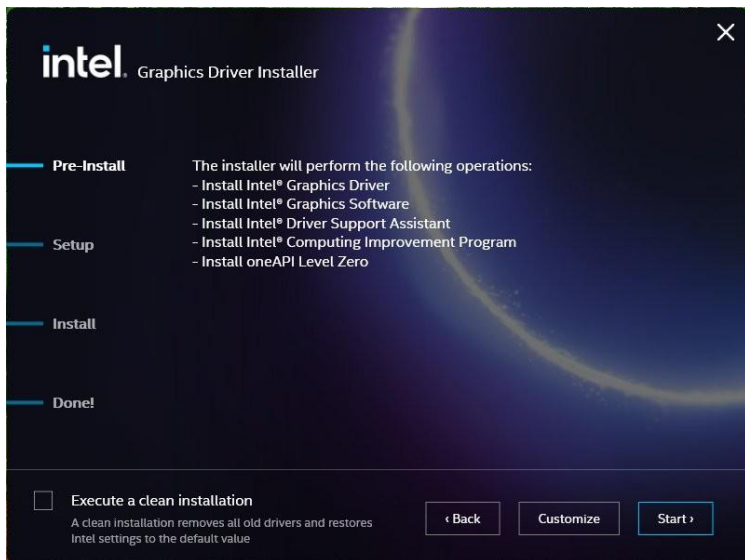 intel. Graphics Driver Installer
Pre-Install
The installer will perform the following operations:
- Install Intel® Graphics Driver
- Install Intel® Graphics Software
- Install Intel® Driver Support Assistant
- Install Intel® Computing Improvement Program
- Install oneAPI Level Zero
Setup
Install
Done!
Execute a clean installation
A clean installation removes all old drivers and restores
Intel settings to the default value
‹ Back
Customize
Start ›